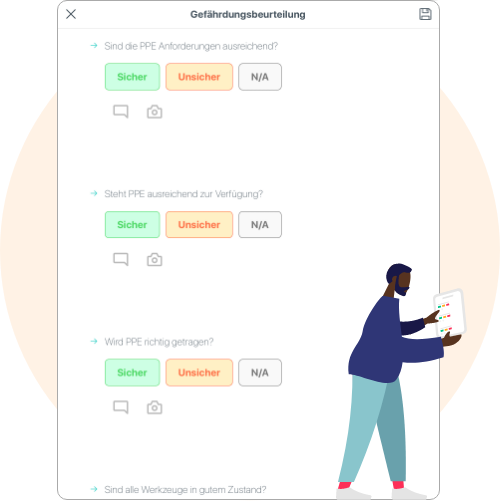 Gefährdungsbeurteilung
Sind die PPE Anforderungen ausreichend?
Sicher Unsicher N/A
Steht PPE ausreichend zur Verfügung?
Sicher Unsicher N/A
Wird PPE richtig getragen?
Sicher Unsicher N/A
Sind alle Werkzeuge in gutem Zustand?